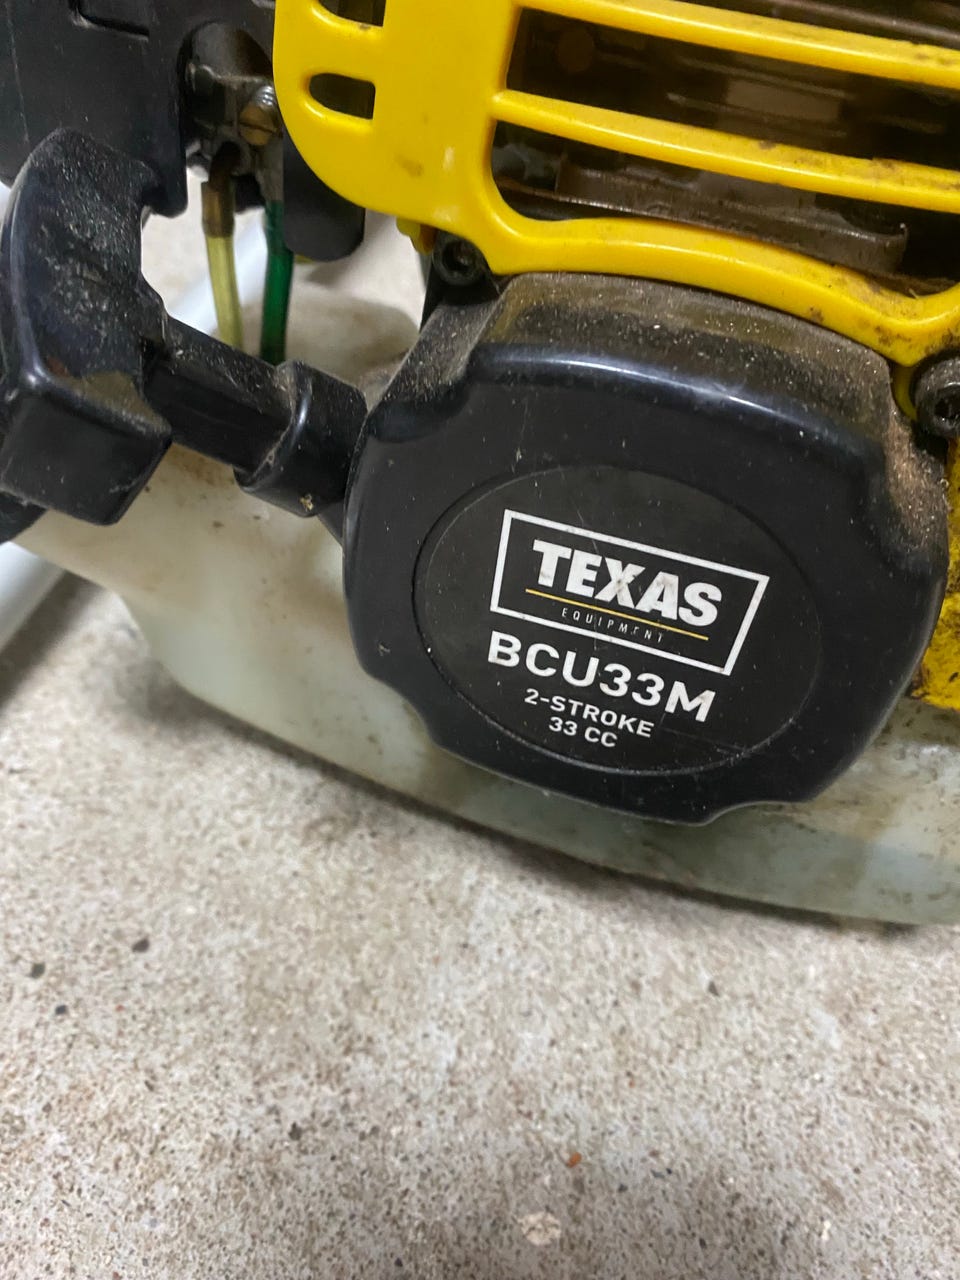 TEXAS
EQUIPMENT
BCU33M
2-STROKE
33 CC